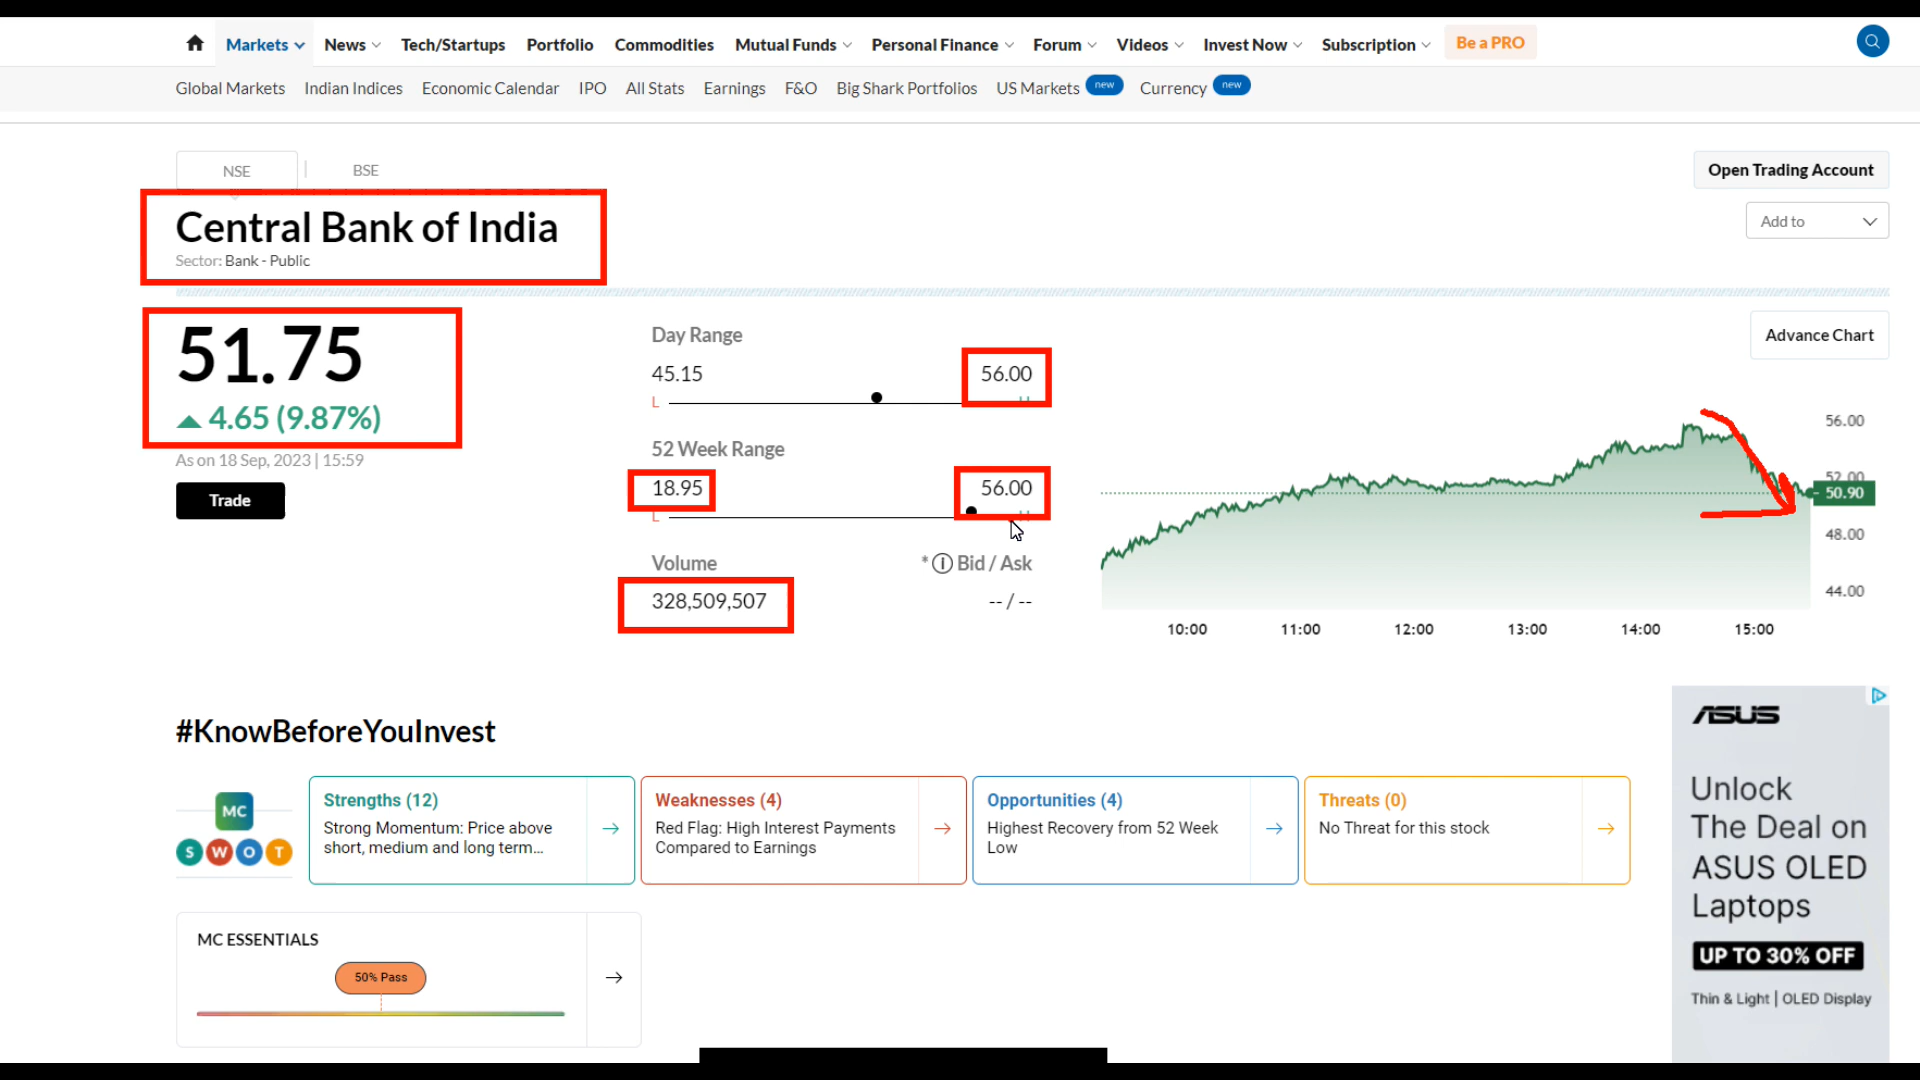 Markets News Tech/Startups Portfolio Commodities Mutual Funds Personal Finance Forum Videos Invest Now Subscription Be a PRO
Global Markets Indian Indices Economic Calendar IPO All Stats Earnings F&O Big Shark Portfolios US Markets new Currency new
NSE BSE
Open Trading Account
Central Bank of India
Add to
Sector: Bank - Public
51.75
4.65 (9.87%)
As on 18 Sep, 2023 | 15:59
Trade
Day Range
45.15 56.00
L H
52 Week Range
18.95 56.00
L H
Volume * Bid / Ask
328,509,507 -- / --
Advance Chart
56.00
52.00
50.90
48.00
44.00
10:00 11:00 12:00 13:00 14:00 15:00
#KnowBeforeYouInvest
MC
S W O T
Strengths (12)
Strong Momentum: Price above
short, medium and long term...
Weaknesses (4)
Red Flag: High Interest Payments
Compared to Earnings
Opportunities (4)
Highest Recovery from 52 Week
Low
Threats (0)
No Threat for this stock
MC ESSENTIALS
50% Pass
ASUS
Unlock
The Deal on
ASUS OLED
Laptops
UP TO 30% OFF
Thin & Light | OLED Display